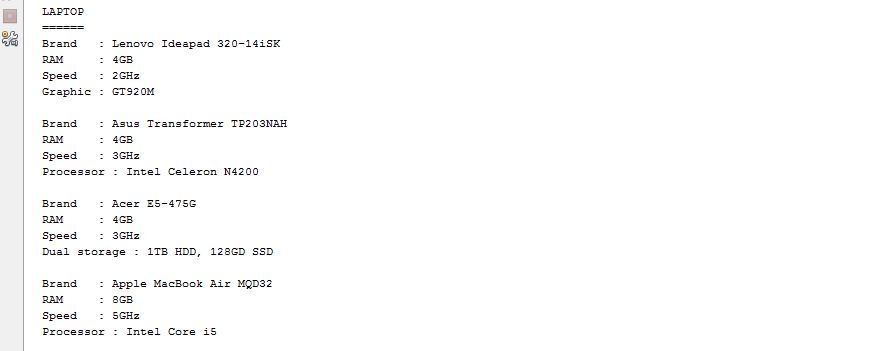 LAPTOP
======
Brand   : Lenovo Ideapad 320-14iSK
RAM     : 4GB
Speed   : 2GHz
Graphic : GT920M
Brand   : Asus Transformer TP203NAH
RAM     : 4GB
Speed   : 3GHz
Processor : Intel Celeron N4200
Brand   : Acer E5-475G
RAM     : 4GB
Speed   : 3GHz
Dual storage : 1TB HDD, 128GD SSD
Brand   : Apple MacBook Air MQD32
RAM     : 8GB
Speed   : 5GHz
Processor : Intel Core i5